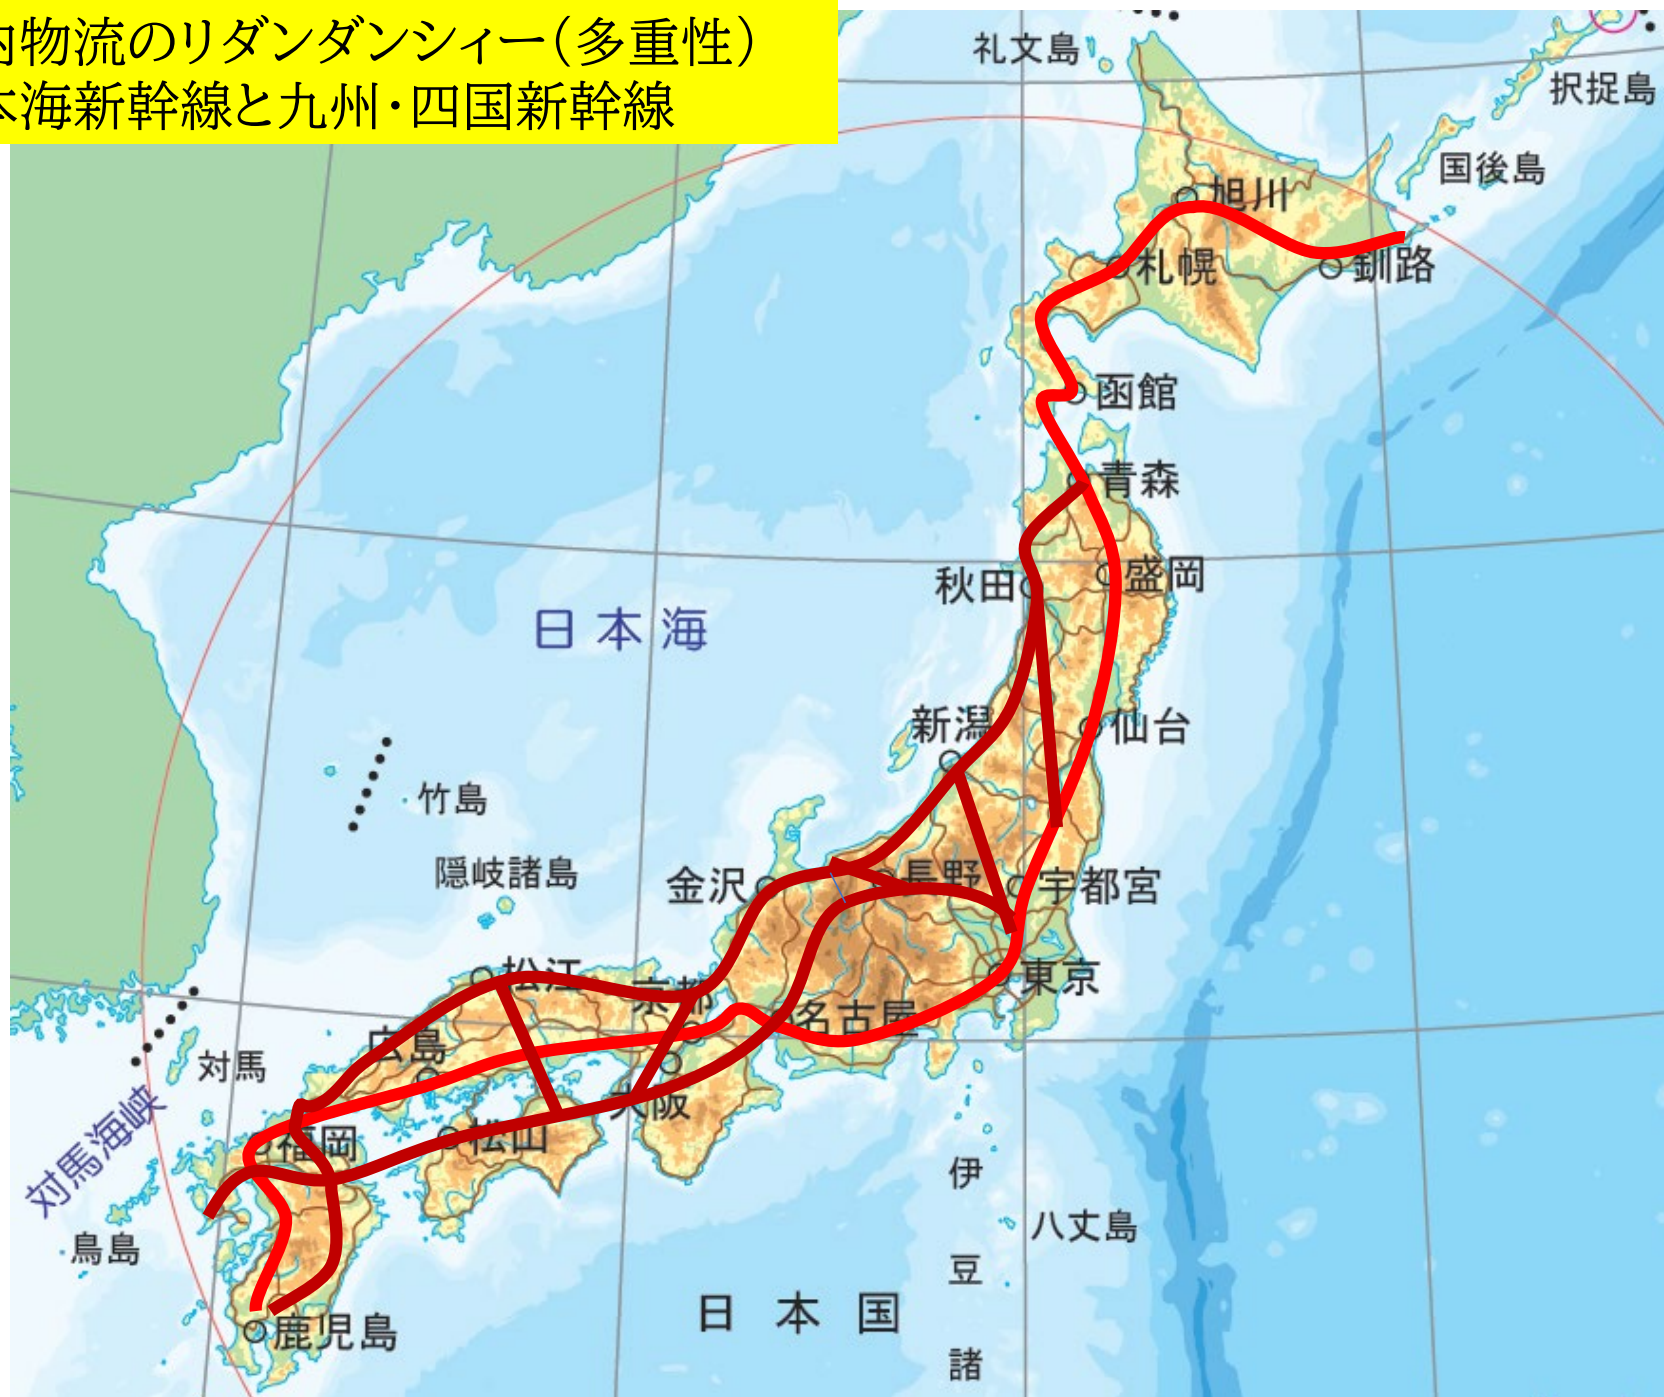 内物流のリダンダンシィー（多重性）
本海新幹線と九州・四国新幹線
礼文島
択捉島
国後島
旭川
札幌
釧路
函館
青森
秋田
盛岡
日本海
新潟
仙台
竹島
隠岐諸島
金沢
長野
宇都宮
松江
京都
東京
名古屋
広島
対馬
大阪
対馬海峡
福岡
松山
伊
豆
諸
八丈島
鳥島
日本国
鹿児島